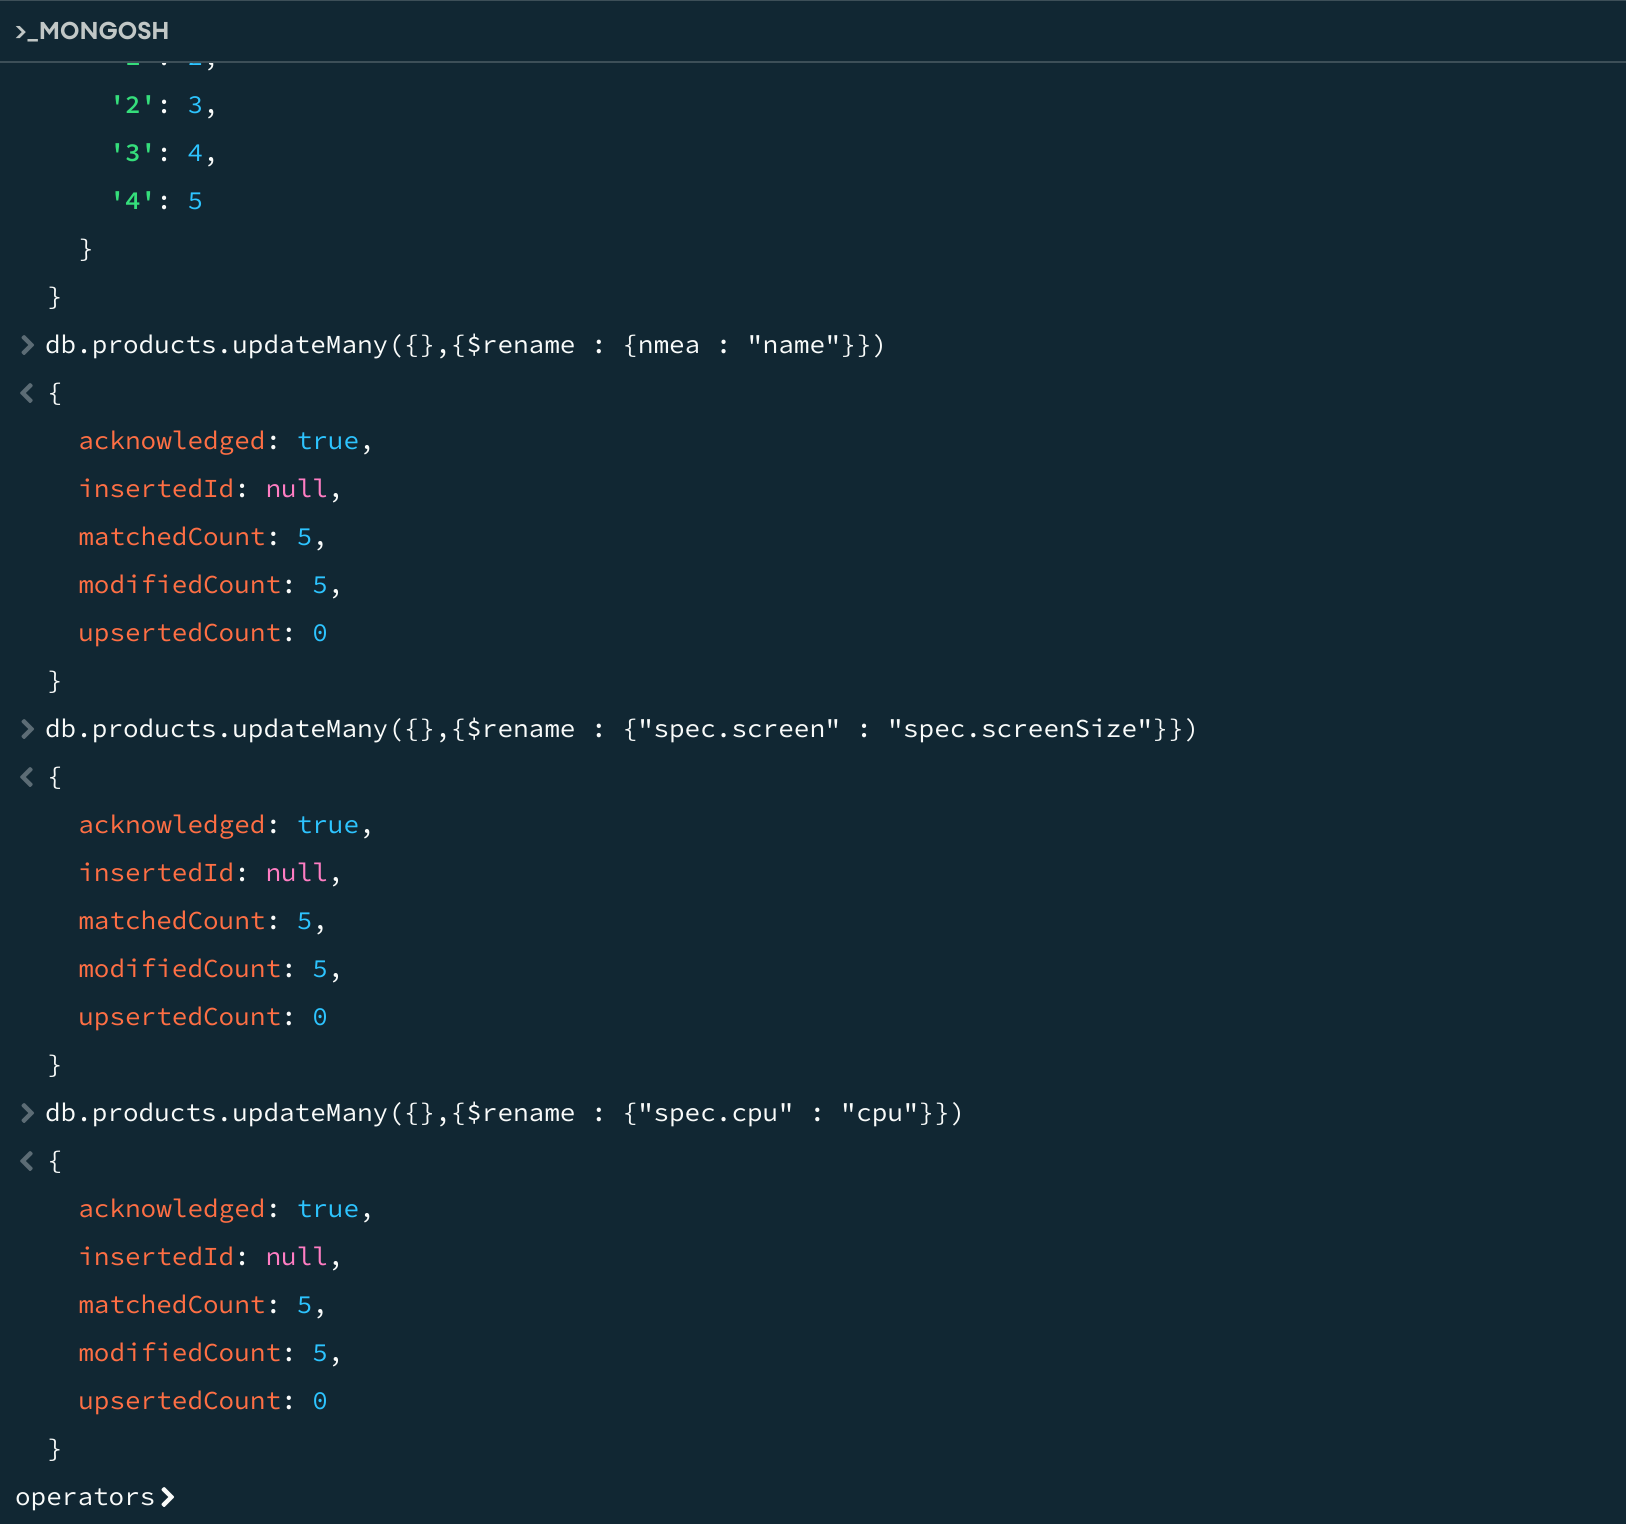 >_MONGOSH
'2': 3,
'3': 4,
'4': 5
}
}
db.products.updateMany({},{$rename : {nmea : "name"}})
{
acknowledged: true,
insertedId: null,
matchedCount: 5,
modifiedCount: 5,
upsertedCount: 0
}
db.products.updateMany({},{$rename : {"spec.screen" : "spec.screenSize"}})
{
acknowledged: true,
insertedId: null,
matchedCount: 5,
modifiedCount: 5,
upsertedCount: 0
}
db.products.updateMany({},{$rename : {"spec.cpu" : "cpu"}})
{
acknowledged: true,
insertedId: null,
matchedCount: 5,
modifiedCount: 5,
upsertedCount: 0
}
operators>